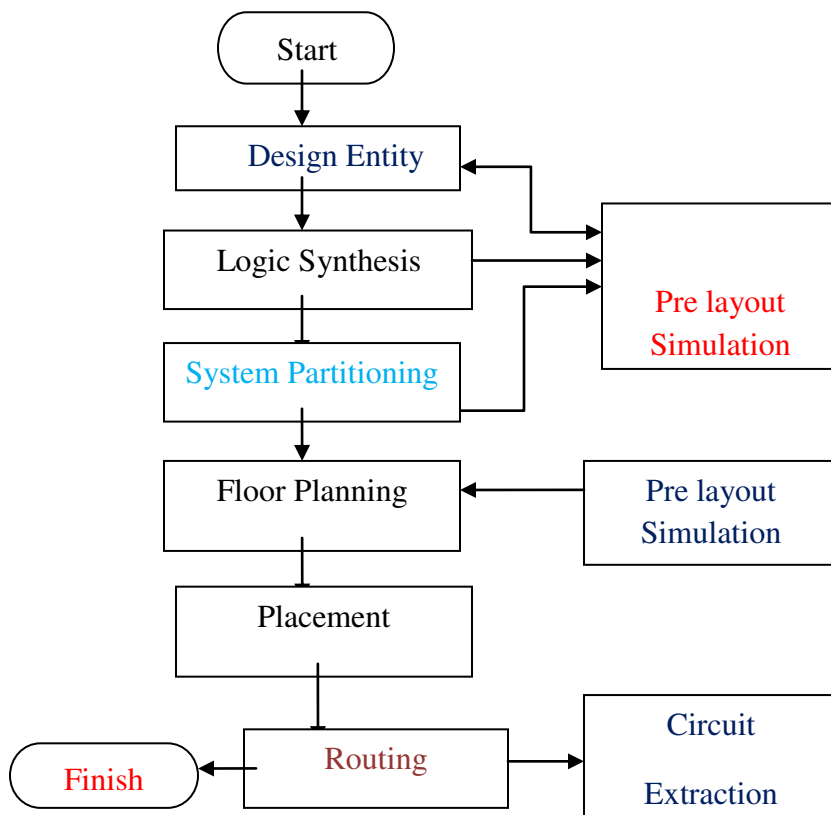 Start
Design Entity
Logic Synthesis
Pre layout
Simulation
System Partitioning
Floor Planning
Pre layout
Simulation
Placement
Circuit
Extraction
Routing
Finish